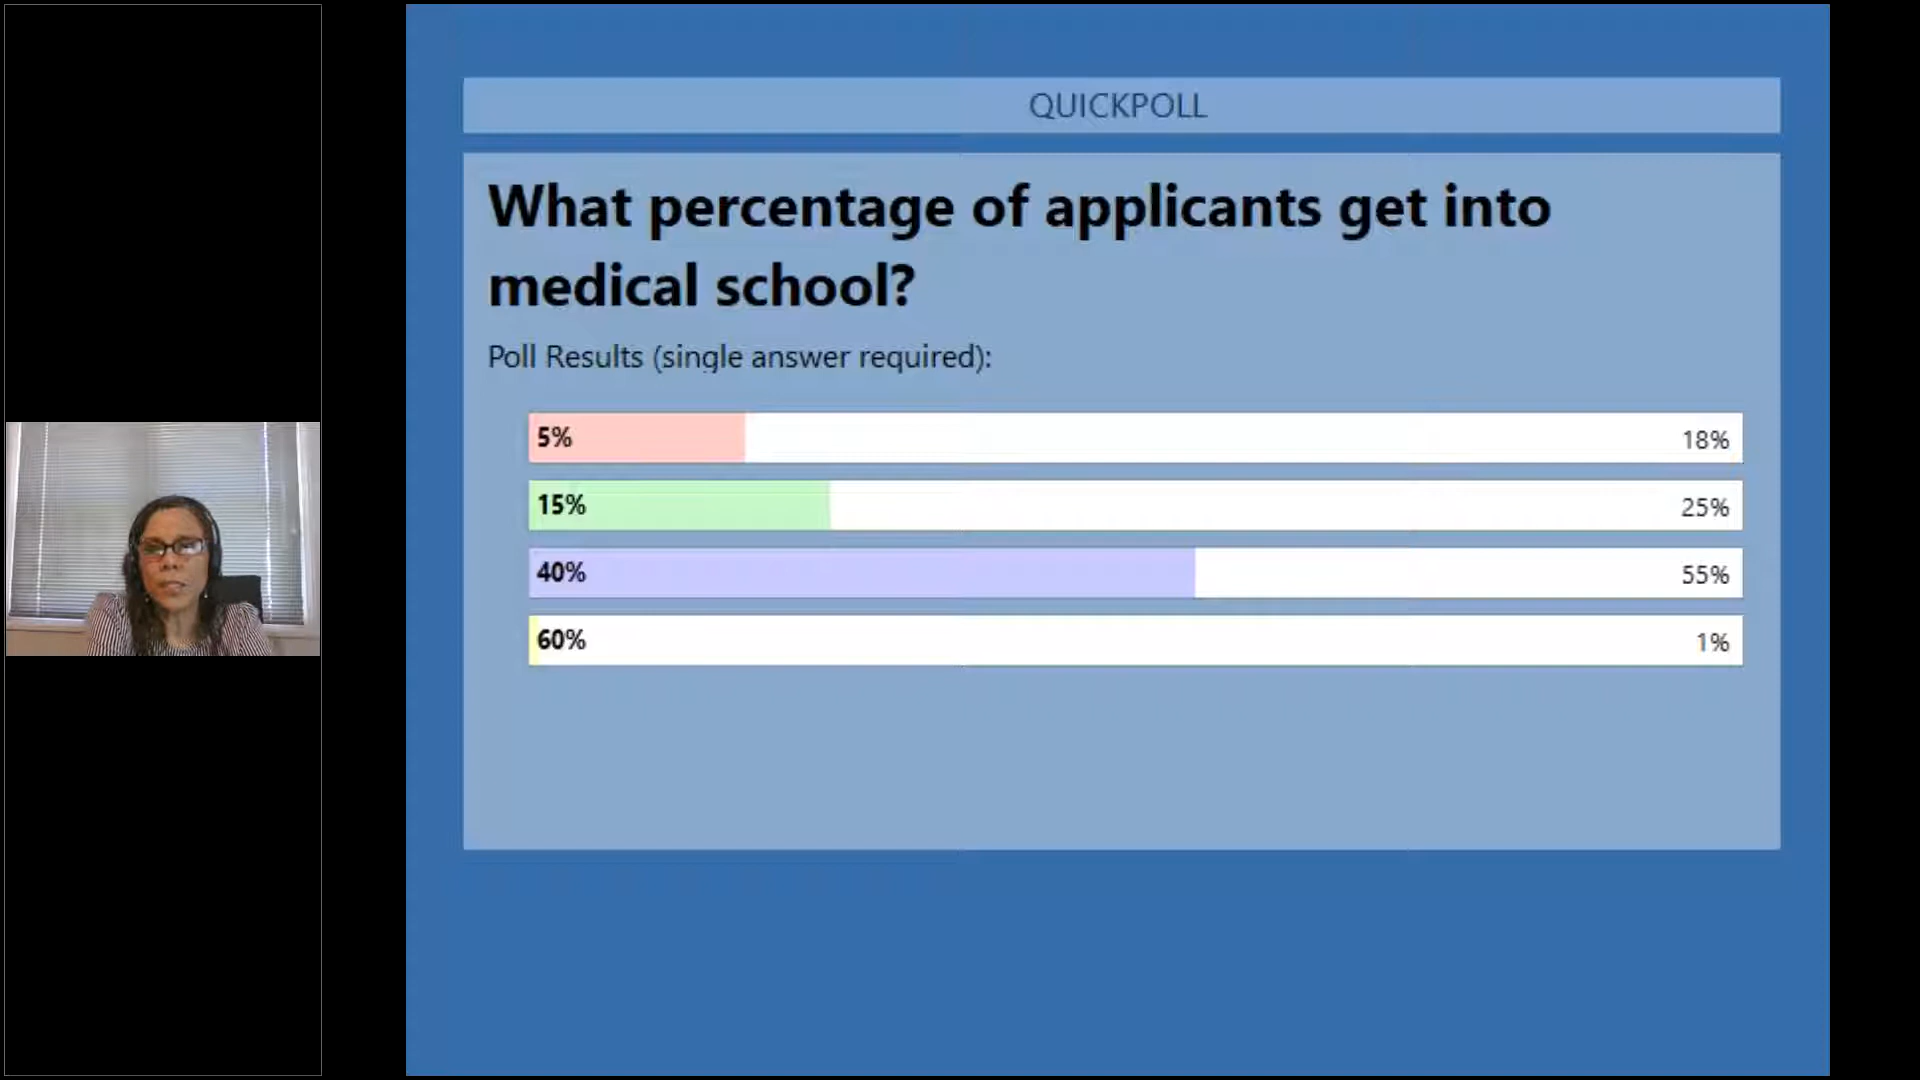 QUICKPOLL
What percentage of applicants get into
medical school?
Poll Results (single answer required):
5% 18%
15% 25%
40% 55%
60% 1%